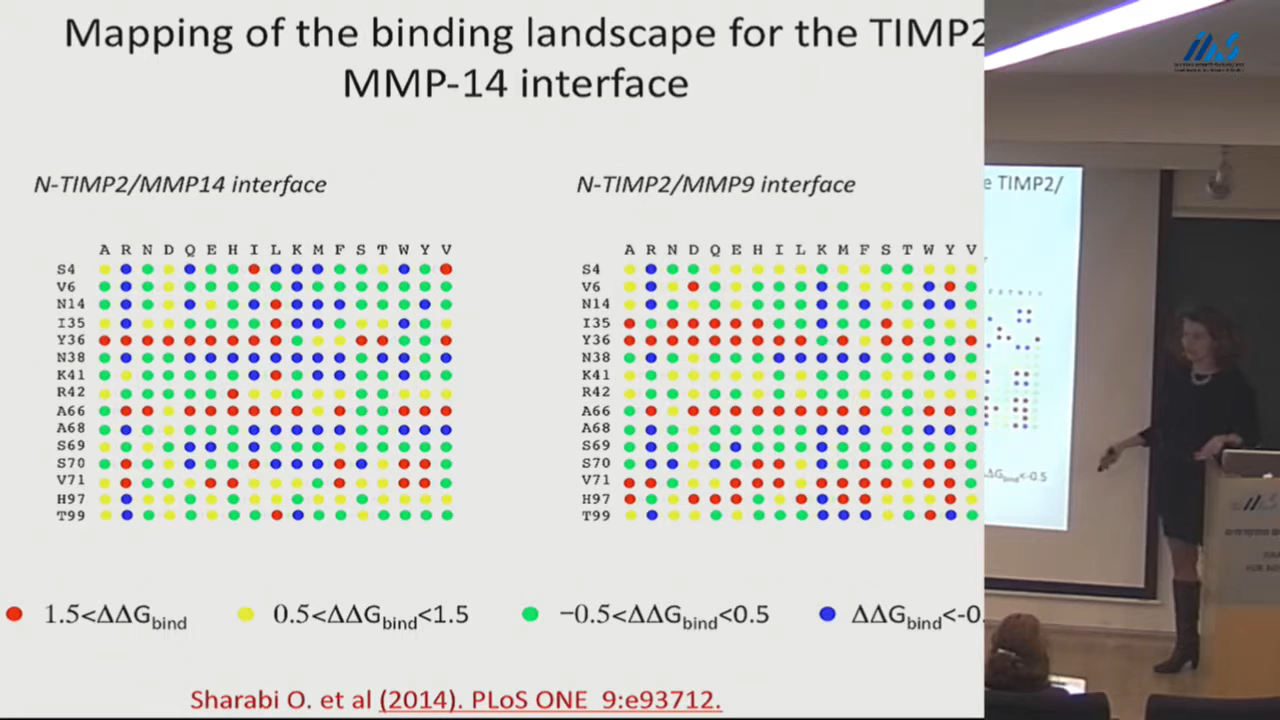 Mapping of the binding landscape for the TIMP2
MMP-14 interface
N-TIMP2/MMP14 interface
N-TIMP2/MMP9 interface
A R N D Q E H I L K M F S T W Y V
S4
V6
N14
I35
Y36
N38
K41
R42
A66
A68
S69
S70
V71
H97
T99
A R N D Q E H I L K M F S T W Y V
S4
V6
N14
I35
Y36
N38
K41
R42
A66
A68
S69
S70
V71
H97
T99
1.5<ΔΔGbind
0.5<ΔΔGbind<1.5
−0.5<ΔΔGbind<0.5
ΔΔGbind<-0.
Sharabi O. et al (2014). PLoS ONE 9:e93712.
e TIMP2/
ΔGbind<-0.5